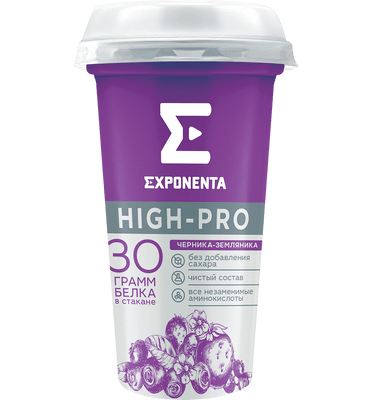 EXPONENTA
HIGH-PRO
ЧЕРНИКА-ЗЕМЛЯНИКА
30
ГРАММ
БЕЛКА
в стакане
без добавления
сахара
чистый состав
все незаменимые
аминокислоты